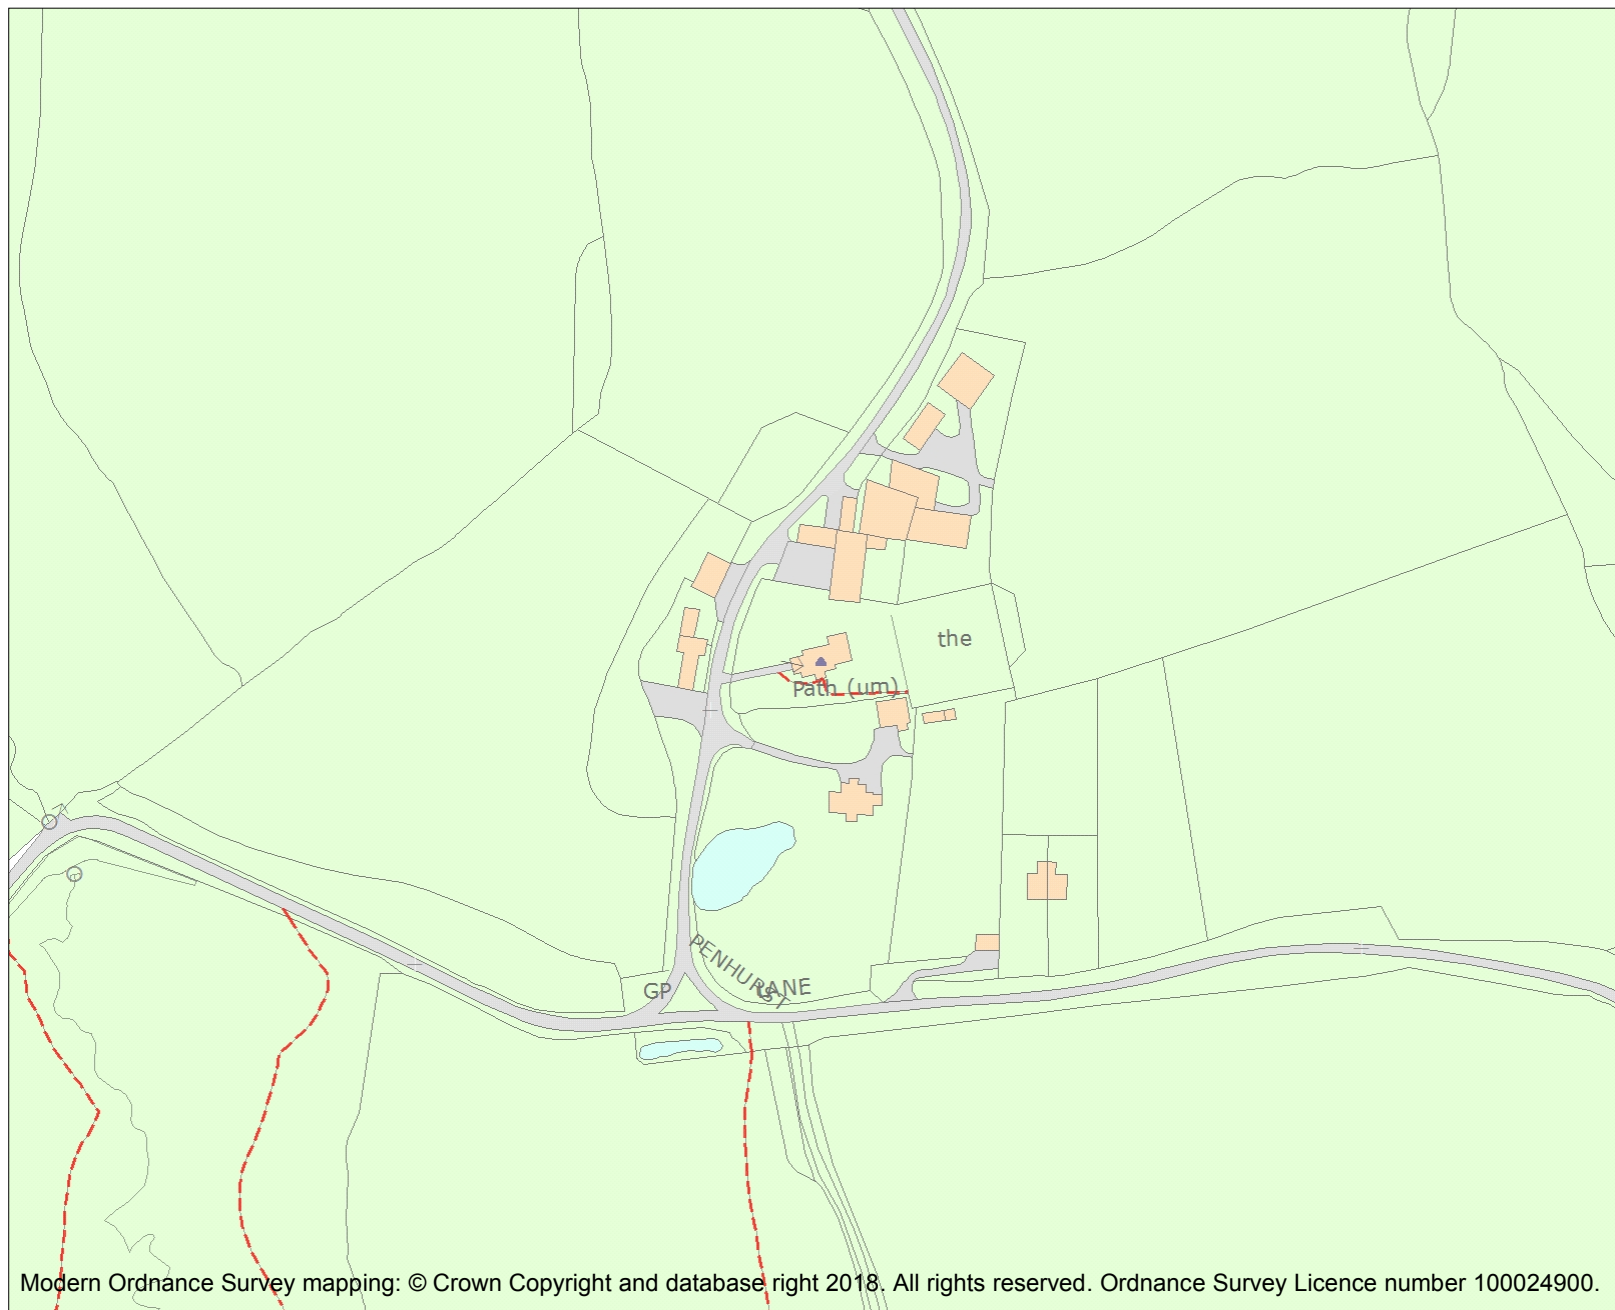 the
Path (um)
PENHURST
LANE
GP
Modern Ordnance Survey mapping: © Crown Copyright and database right 2018. All rights reserved. Ordnance Survey Licence number 100024900.